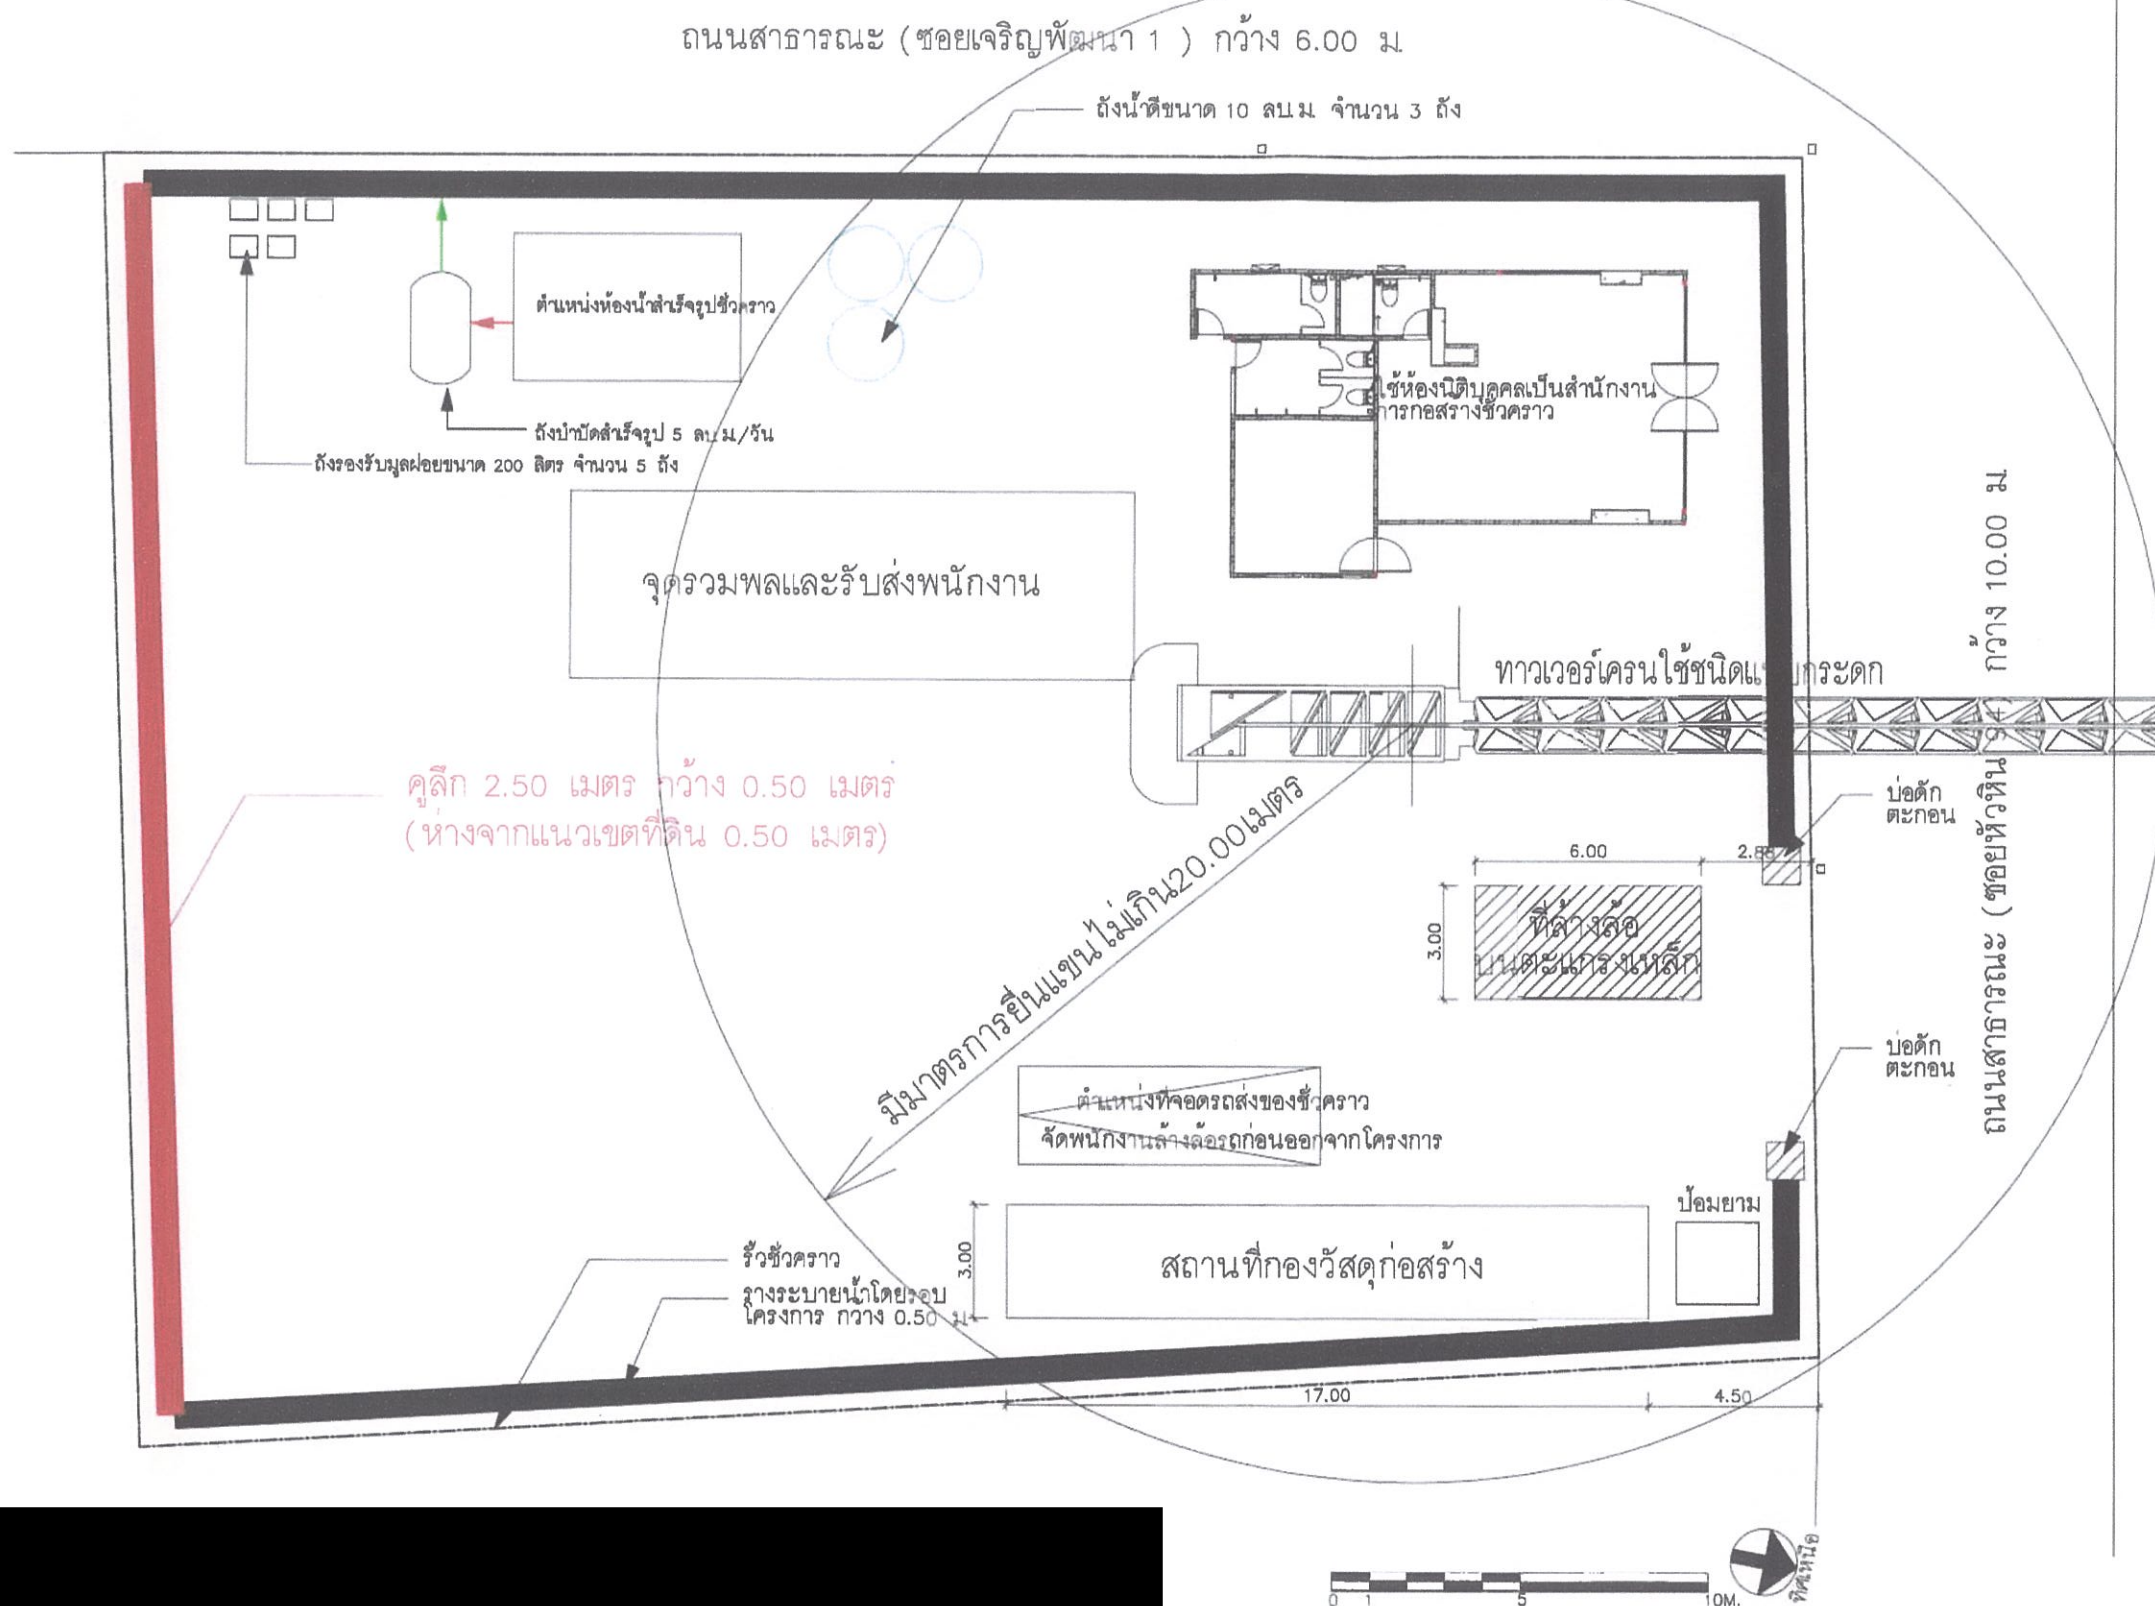 ถนนสาธารณะ (ซอยเจริญพัฒนา 1 ) กว้าง 6.00 ม.
ถังน้ำดีขนาด 10 ลบ.ม. จำนวน 3 ถัง
ตำแหน่งห้องน้ำสำเร็จรูปชั่วคราว
ใช้ห้องนิติบุคคลเป็นสำนักงาน
การก่อสร้างชั่วคราว
ถังบำบัดสำเร็จรูป 5 ลบ.ม./วัน
ถังรองรับมูลฝอยขนาด 200 ลิตร จำนวน 5 ถัง
จุดรวมพลและรับส่งพนักงาน
ทาวเวอร์เครนใช้ชนิดแบบกระดก
คูลึก 2.50 เมตร กว้าง 0.50 เมตร
(ห่างจากแนวเขตที่ดิน 0.50 เมตร)
มีมาตรการยื่นแขนไม่เกิน20.00เมตร
บ่อดัก
ตะกอน
6.00
2.88
3.00
ที่ล้างล้อ
บนตะแกรงเหล็ก
ถนนสาธารณะ (ซอยหัวหิน 94) กว้าง 10.00 ม.
บ่อดัก
ตะกอน
ตำแหน่งที่จอดรถส่งของชั่วคราว
จัดพนักงานล้างล้อรถก่อนออกจากโครงการ
ป้อมยาม
รั้วชั่วคราว
รางระบายน้ำโดยรอบ
โครงการ กว้าง 0.50 ม.
3.00
สถานที่กองวัสดุก่อสร้าง
17.00
4.50
0 1 5 10M.
ทิศเหนือ